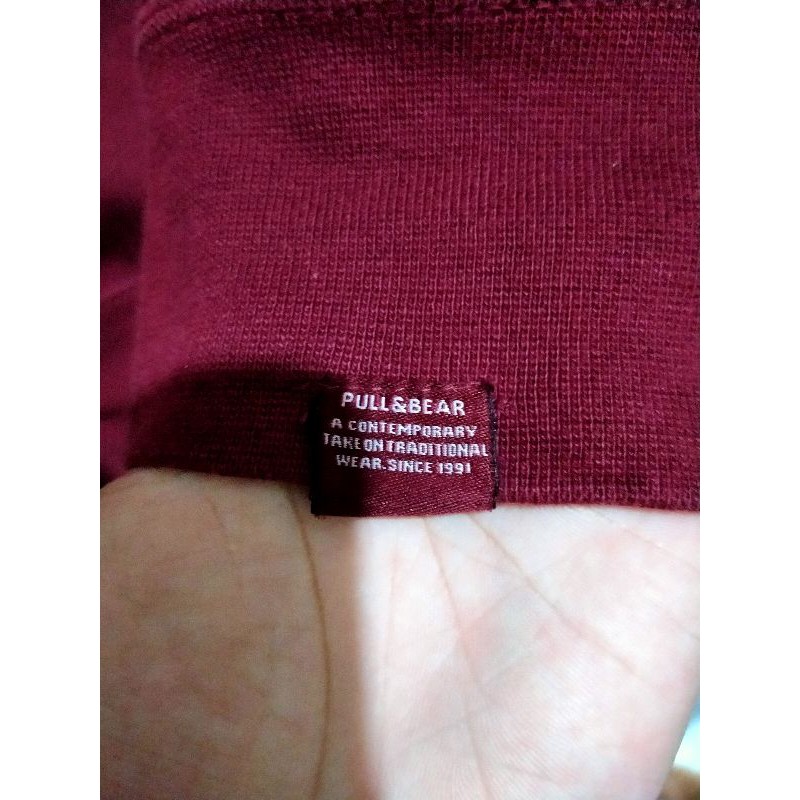 PULL&BEAR
A CONTEMPORARY
TAKE ON TRADITIONAL
WEAR. SINCE 1991